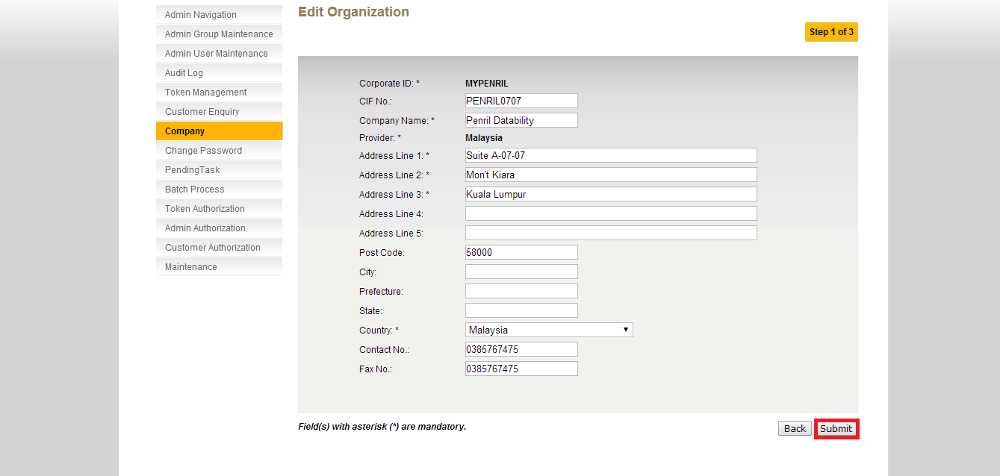 Admin Navigation
Admin Group Maintenance
Admin User Maintenance
Audit Log
Token Management
Customer Enquiry
Company
Change Password
PendingTask
Batch Process
Token Authorization
Admin Authorization
Customer Authorization
Maintenance
Edit Organization
Step 1 of 3
Corporate ID: * MYPENRIL
CIF No.: PENRIL0707
Company Name: * Penril Datability
Provider: * Malaysia
Address Line 1: * Suite A-07-07
Address Line 2: * Mon't Kiara
Address Line 3: * Kuala Lumpur
Address Line 4:
Address Line 5:
Post Code: 58000
City:
Prefecture:
State:
Country: * Malaysia
Contact No.: 0385767475
Fax No.: 0385767475
Field(s) with asterisk (*) are mandatory.
Back Submit